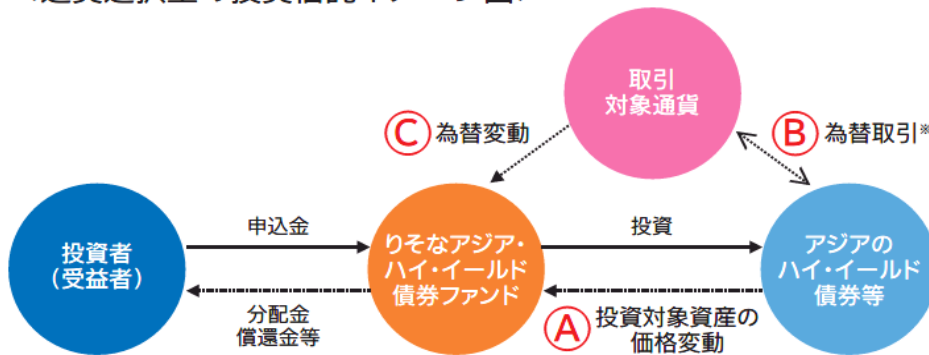 取引
対象通貨
Ⓒ 為替変動
Ⓑ 為替取引※
投資者
(受益者)
申込金
りそなアジア・
ハイ・イールド
債券ファンド
投資
アジアの
ハイ・イールド
債券等
分配金
償還金等
Ⓐ 投資対象資産の
価格変動